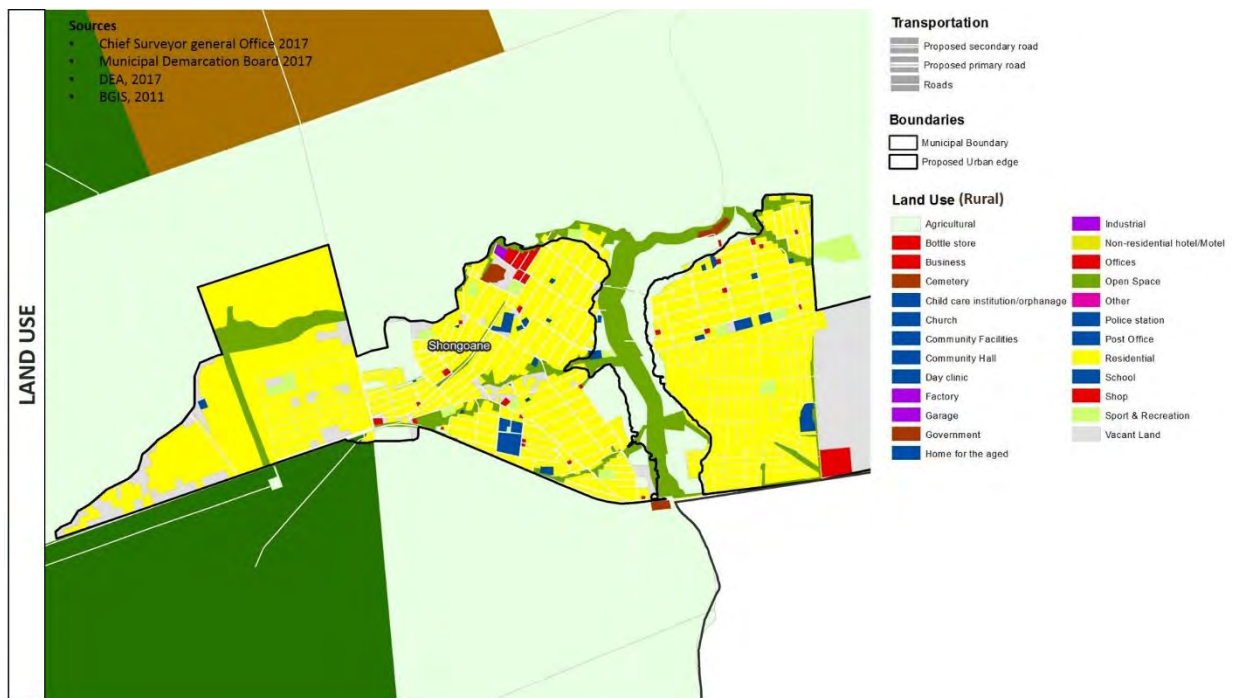 LAND USE
Sources
• Chief Surveyor general Office 2017
• Municipal Demarcation Board 2017
• DEA, 2017
• BGIS, 2011
Shongoane
Transportation
Proposed secondary road
Proposed primary road
Roads
Boundaries
Municipal Boundary
Proposed Urban edge
Land Use (Rural)
Agricultural
Bottle store
Business
Cemetery
Child care institution/orphanage
Church
Community Facilities
Community Hall
Day clinic
Factory
Garage
Government
Home for the aged
Industrial
Non-residential hotel/Motel
Offices
Open Space
Other
Police station
Post Office
Residential
School
Shop
Sport & Recreation
Vacant Land